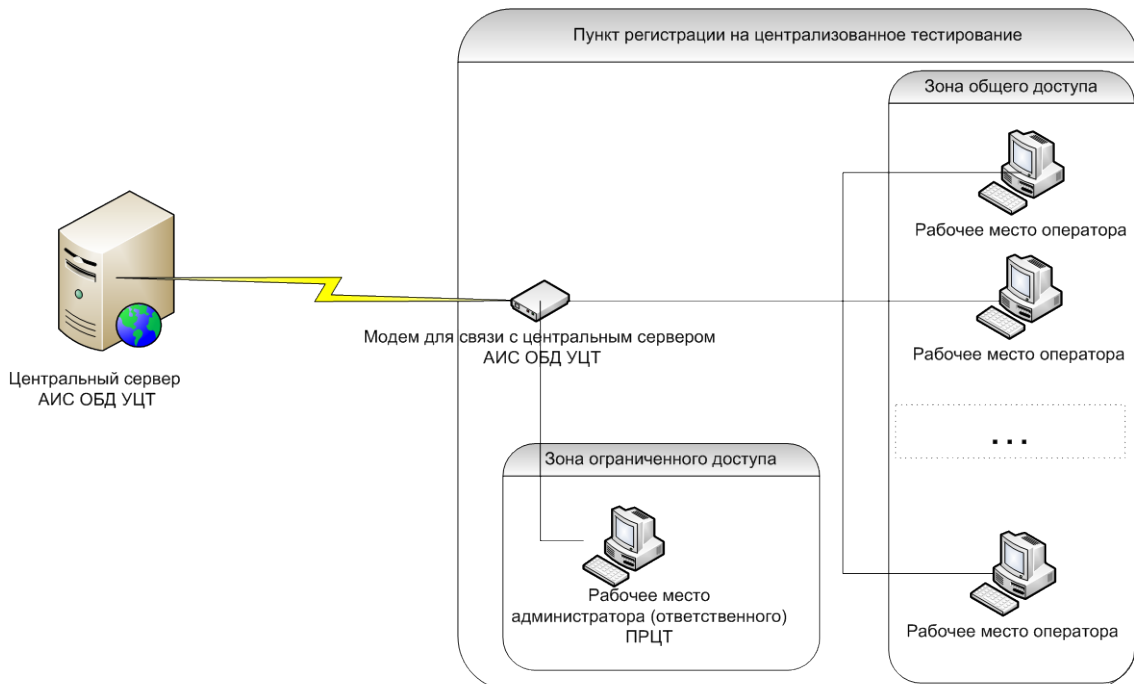 Пункт регистрации на централизованное тестирование
Зона общего доступа
Рабочее место оператора
Рабочее место оператора
Модем для связи с центральным сервером
АИС ОБД УЦТ
Центральный сервер
АИС ОБД УЦТ
...
Зона ограниченного доступа
Рабочее место
администратора (ответственного)
ПРЦТ
Рабочее место оператора